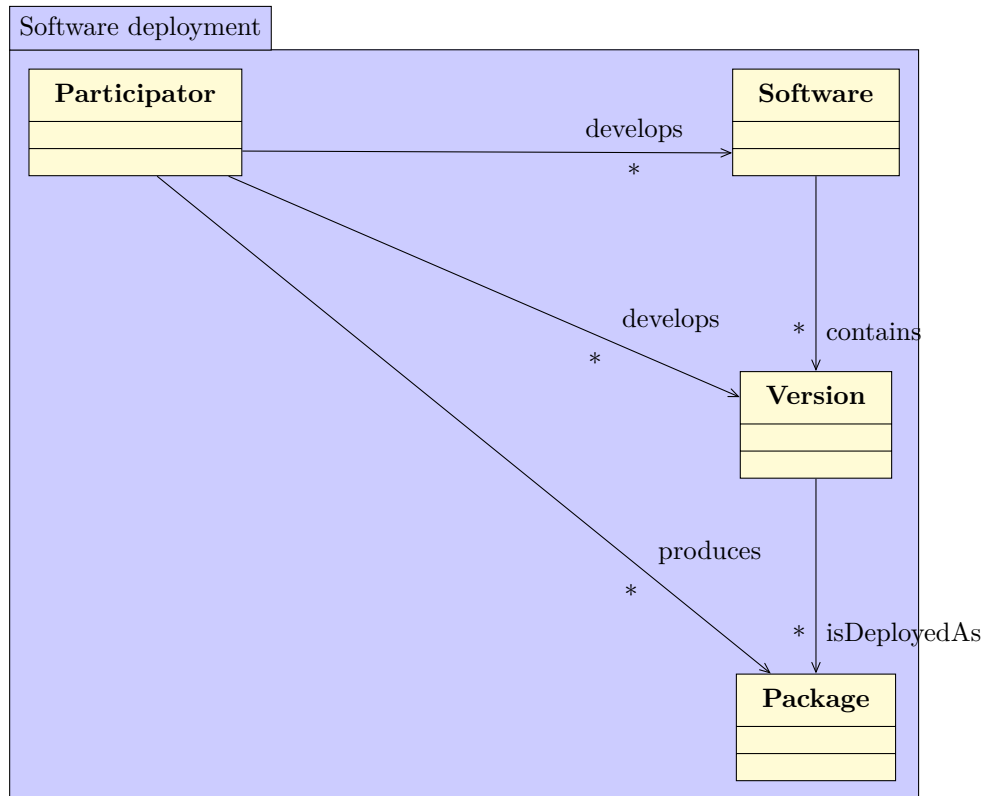 Software deployment
Participator
Software
develops
*
develops
*
* contains
Version
produces
*
* isDeployedAs
Package